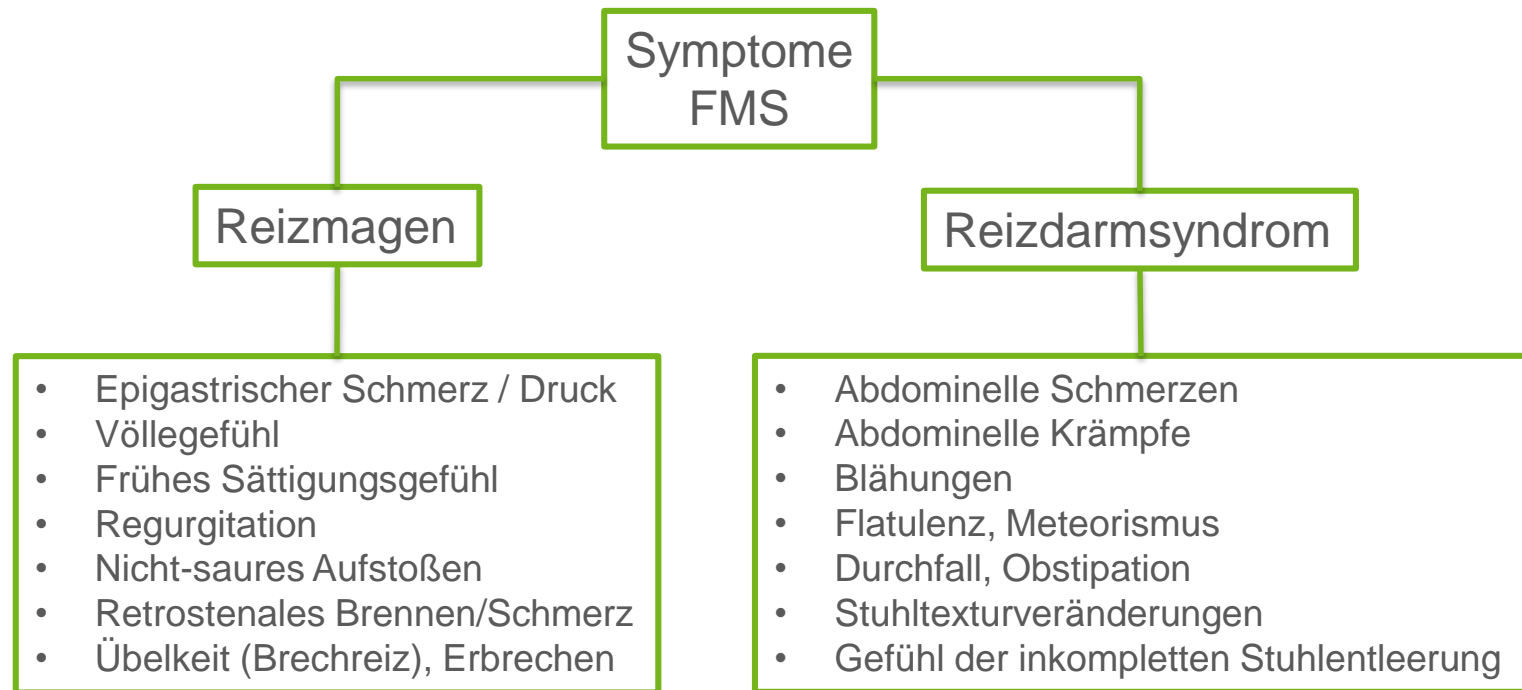 Symptome
FMS
Reizmagen
Reizdarmsyndrom
• Epigastrischer Schmerz / Druck
• Völlegefühl
• Frühes Sättigungsgefühl
• Regurgitation
• Nicht-saures Aufstoßen
• Retrostenales Brennen/Schmerz
• Übelkeit (Brechreiz), Erbrechen
• Abdominelle Schmerzen
• Abdominelle Krämpfe
• Blähungen
• Flatulenz, Meteorismus
• Durchfall, Obstipation
• Stuhltexturveränderungen
• Gefühl der inkompletten Stuhlentleerung